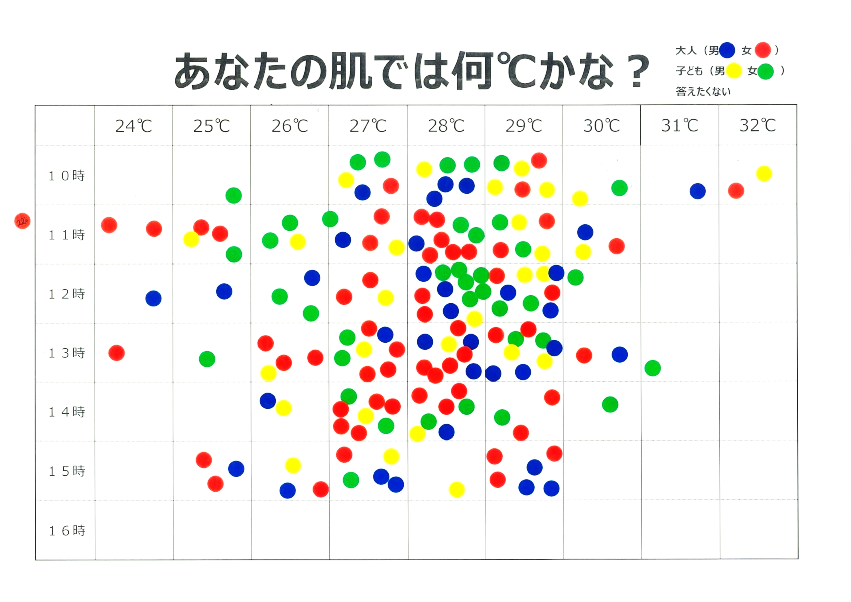 あなたの肌では何℃かな？
大人（男 女 ）
子ども（男 女 ）
答えたくない
24℃ 25℃ 26℃ 27℃ 28℃ 29℃ 30℃ 31℃ 32℃
10時
11時
12時
13時
14時
15時
16時